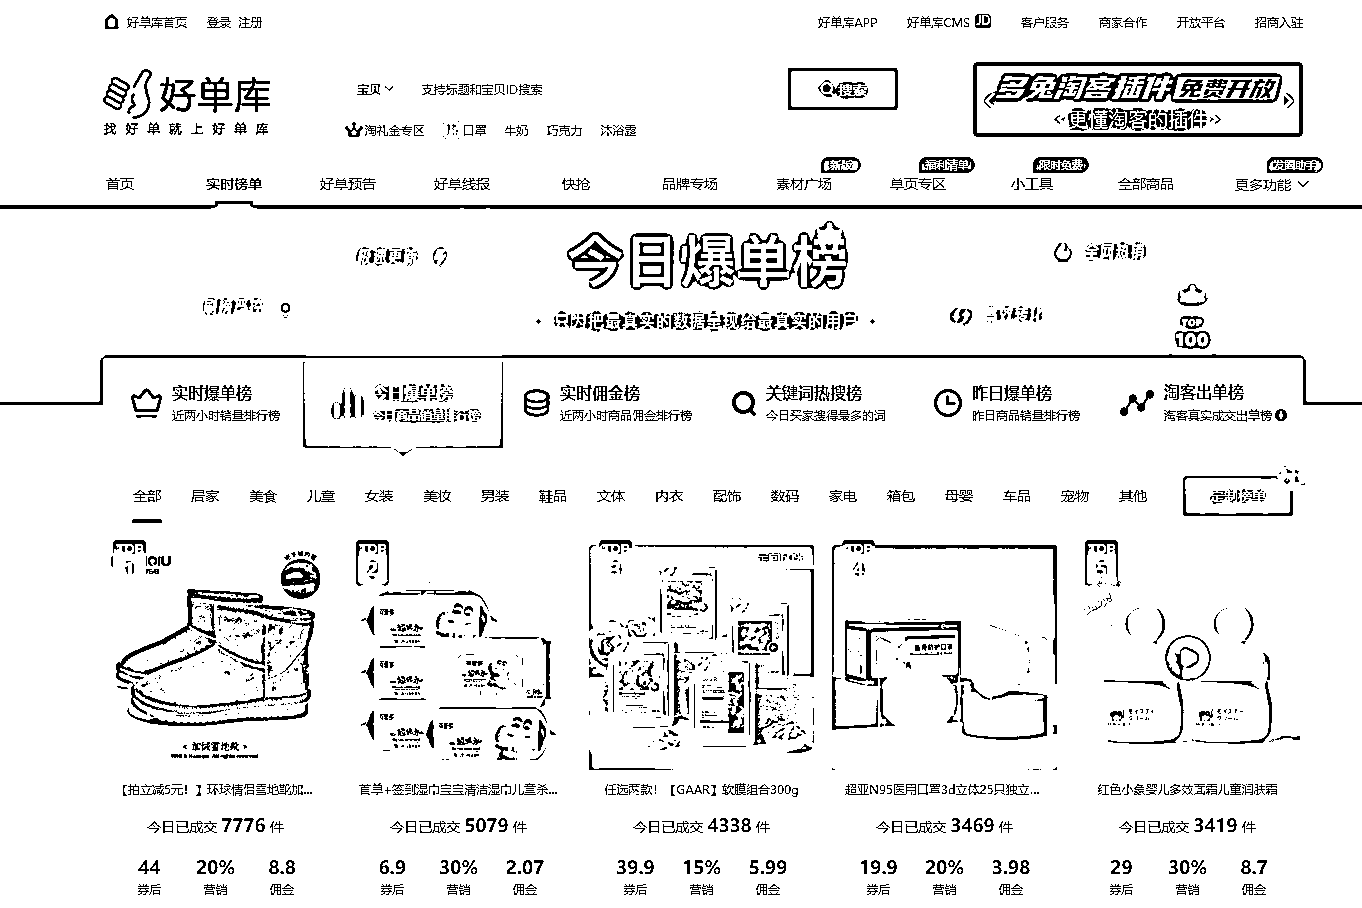 好单库首页 登录 注册
好单库APP 好单库CMS JD 客户服务 商家合作 开放平台 招商入驻
好单库
找好单就上好单库
宝贝 支持标题和宝贝ID搜索
搜索
多兔淘客插件免费开放
更懂淘客的插件
淘礼金专区 口罩 牛奶 巧克力 沐浴露
新版 福利清单 限时免费 发圈助手
首页 实时榜单 好单预告 好单线报 快抢 品牌专场 素材广场 单页专区 小工具 全部商品 更多功能
今日爆单榜
全网热销
只为把最真实的数据呈现给最真实的用户
TOP
100
实时爆单榜 今日爆单榜 实时佣金榜 关键词热搜榜 昨日爆单榜 淘客出单榜
近两小时销量排行榜 今日商品销量排行榜 近两小时商品佣金排行榜 今日买家搜得最多的词 昨日商品销量排行榜 淘客真实成交出单榜
全部 居家 美食 儿童 女装 美妆 男装 鞋品 文体 内衣 配饰 数码 家电 箱包 母婴 车品 宠物 其他 定制榜单
TOP TOP TOP TOP TOP
1 2 3 4 5
【拍立减5元！】环球情侣雪地靴加... 首单+签到湿巾宝宝清洁湿巾儿童杀... 任选两款！【GAAR】软膜组合300g 超亚N95医用口罩3d立体25只独立... 红色小象婴儿多效面霜儿童润肤霜
今日已成交 7776 件 今日已成交 5079 件 今日已成交 4338 件 今日已成交 3469 件 今日已成交 3419 件
44 20% 8.8 6.9 30% 2.07 39.9 15% 5.99 19.9 20% 3.98 29 30% 8.7
券后 营销 佣金 券后 营销 佣金 券后 营销 佣金 券后 营销 佣金 券后 营销 佣金